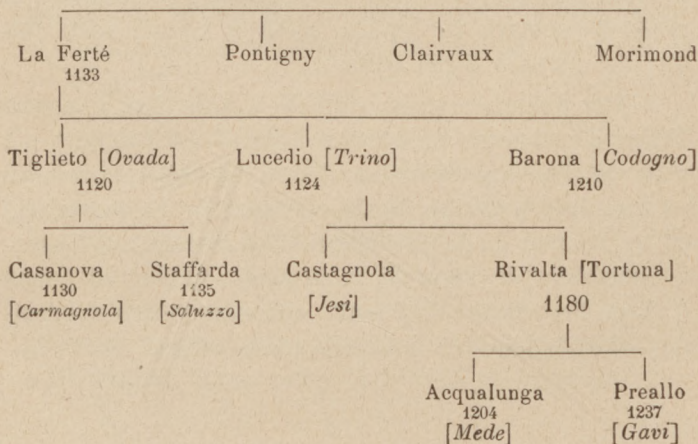 La Ferté Pontigny Clairvaux Morimond
1133
Tiglieto [Ovada] Lucedio [Trino] Barona [Codogno]
1120 1124 1210
Casanova Staffarda Castagnola Rivalta [Tortona]
1130 1135 [Jesi] 1180
[Carmagnola] [Saluzzo]
Acqualunga Preallo
1204 1237
[Mede] [Gavi]